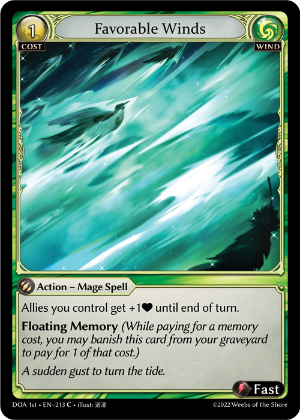 1
Favorable Winds
COST
WIND
Action – Mage Spell
Allies you control get +1 until end of turn.
Floating Memory (While paying for a memory
cost, you may banish this card from your graveyard
to pay for 1 of that cost.)
A sudden gust to turn the tide.
Fast
DOA 1st • EN–213 C • illust: 道湶
©2022 Weebs of the Shore